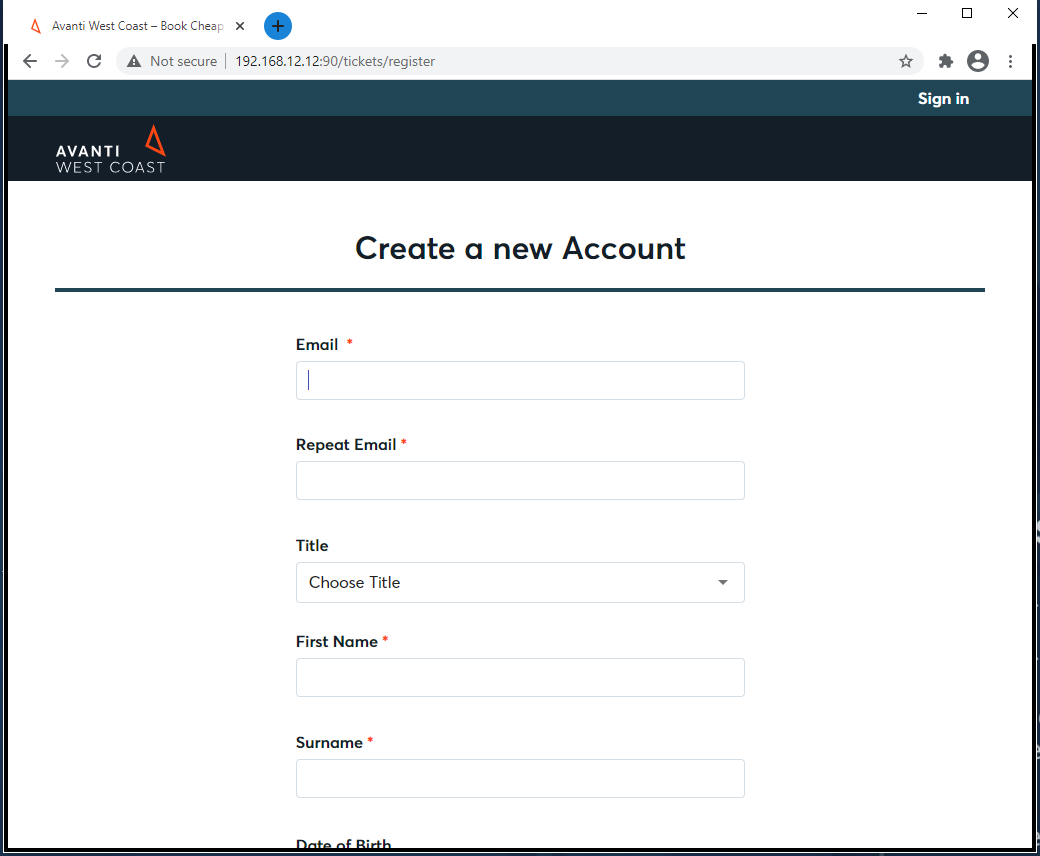 Avanti West Coast – Book Cheap
Not secure
192.168.12.12:90/tickets/register
Sign in
AVANTI
WEST COAST
Create a new Account
Email *
Repeat Email *
Title
Choose Title
First Name *
Surname *
Date of Birth